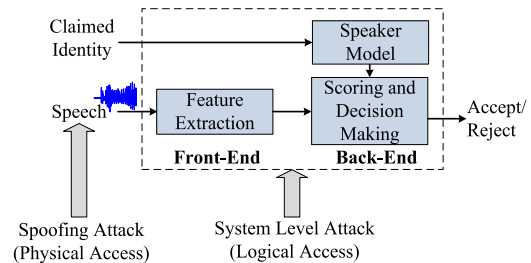 Claimed
Identity
Speaker
Model
Speech
Feature
Extraction
Scoring and
Decision
Making
Accept/
Reject
Front-End
Back-End
Spoofing Attack
(Physical Access)
System Level Attack
(Logical Access)